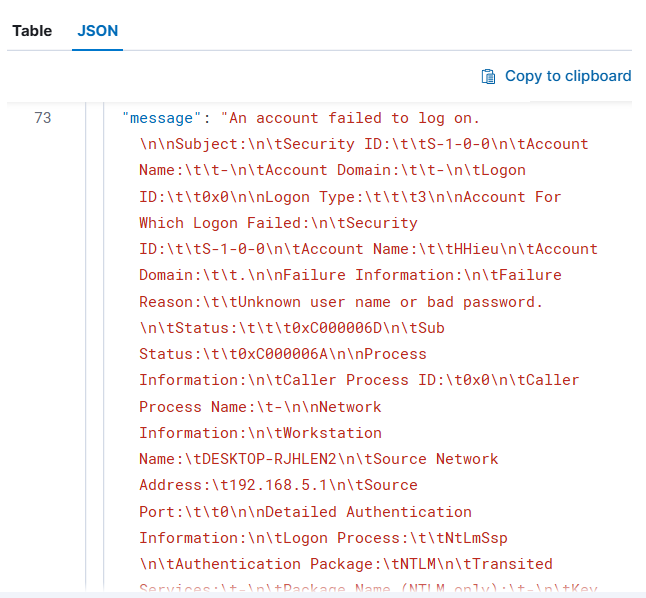 Table JSON
Copy to clipboard
73 "message": "An account failed to log on.
\n\nSubject:\n\tSecurity ID:\t\tS-1-0-0\n\tAccount
Name:\t\t-\n\tAccount Domain:\t\t-\n\tLogon
ID:\t\t0x0\n\nLogon Type:\t\t\t3\n\nAccount For
Which Logon Failed:\n\tSecurity
ID:\t\tS-1-0-0\n\tAccount Name:\t\tHHieu\n\tAccount
Domain:\t\t.\n\nFailure Information:\n\tFailure
Reason:\t\tUnknown user name or bad password.
\n\tStatus:\t\t\t0xC000006D\n\tSub
Status:\t\t0xC000006A\n\nProcess
Information:\n\tCaller Process ID:\t0x0\n\tCaller
Process Name:\t-\n\nNetwork
Information:\n\tWorkstation
Name:\tDESKTOP-RJHLEN2\n\tSource Network
Address:\t192.168.5.1\n\tSource
Port:\t\t0\n\nDetailed Authentication
Information:\n\tLogon Process:\t\tNtLmSsp
\n\tAuthentication Package:\tNTLM\n\tTransited
Services:\t-\n\tPackage Name (NTLM only):\t-\n\tKey